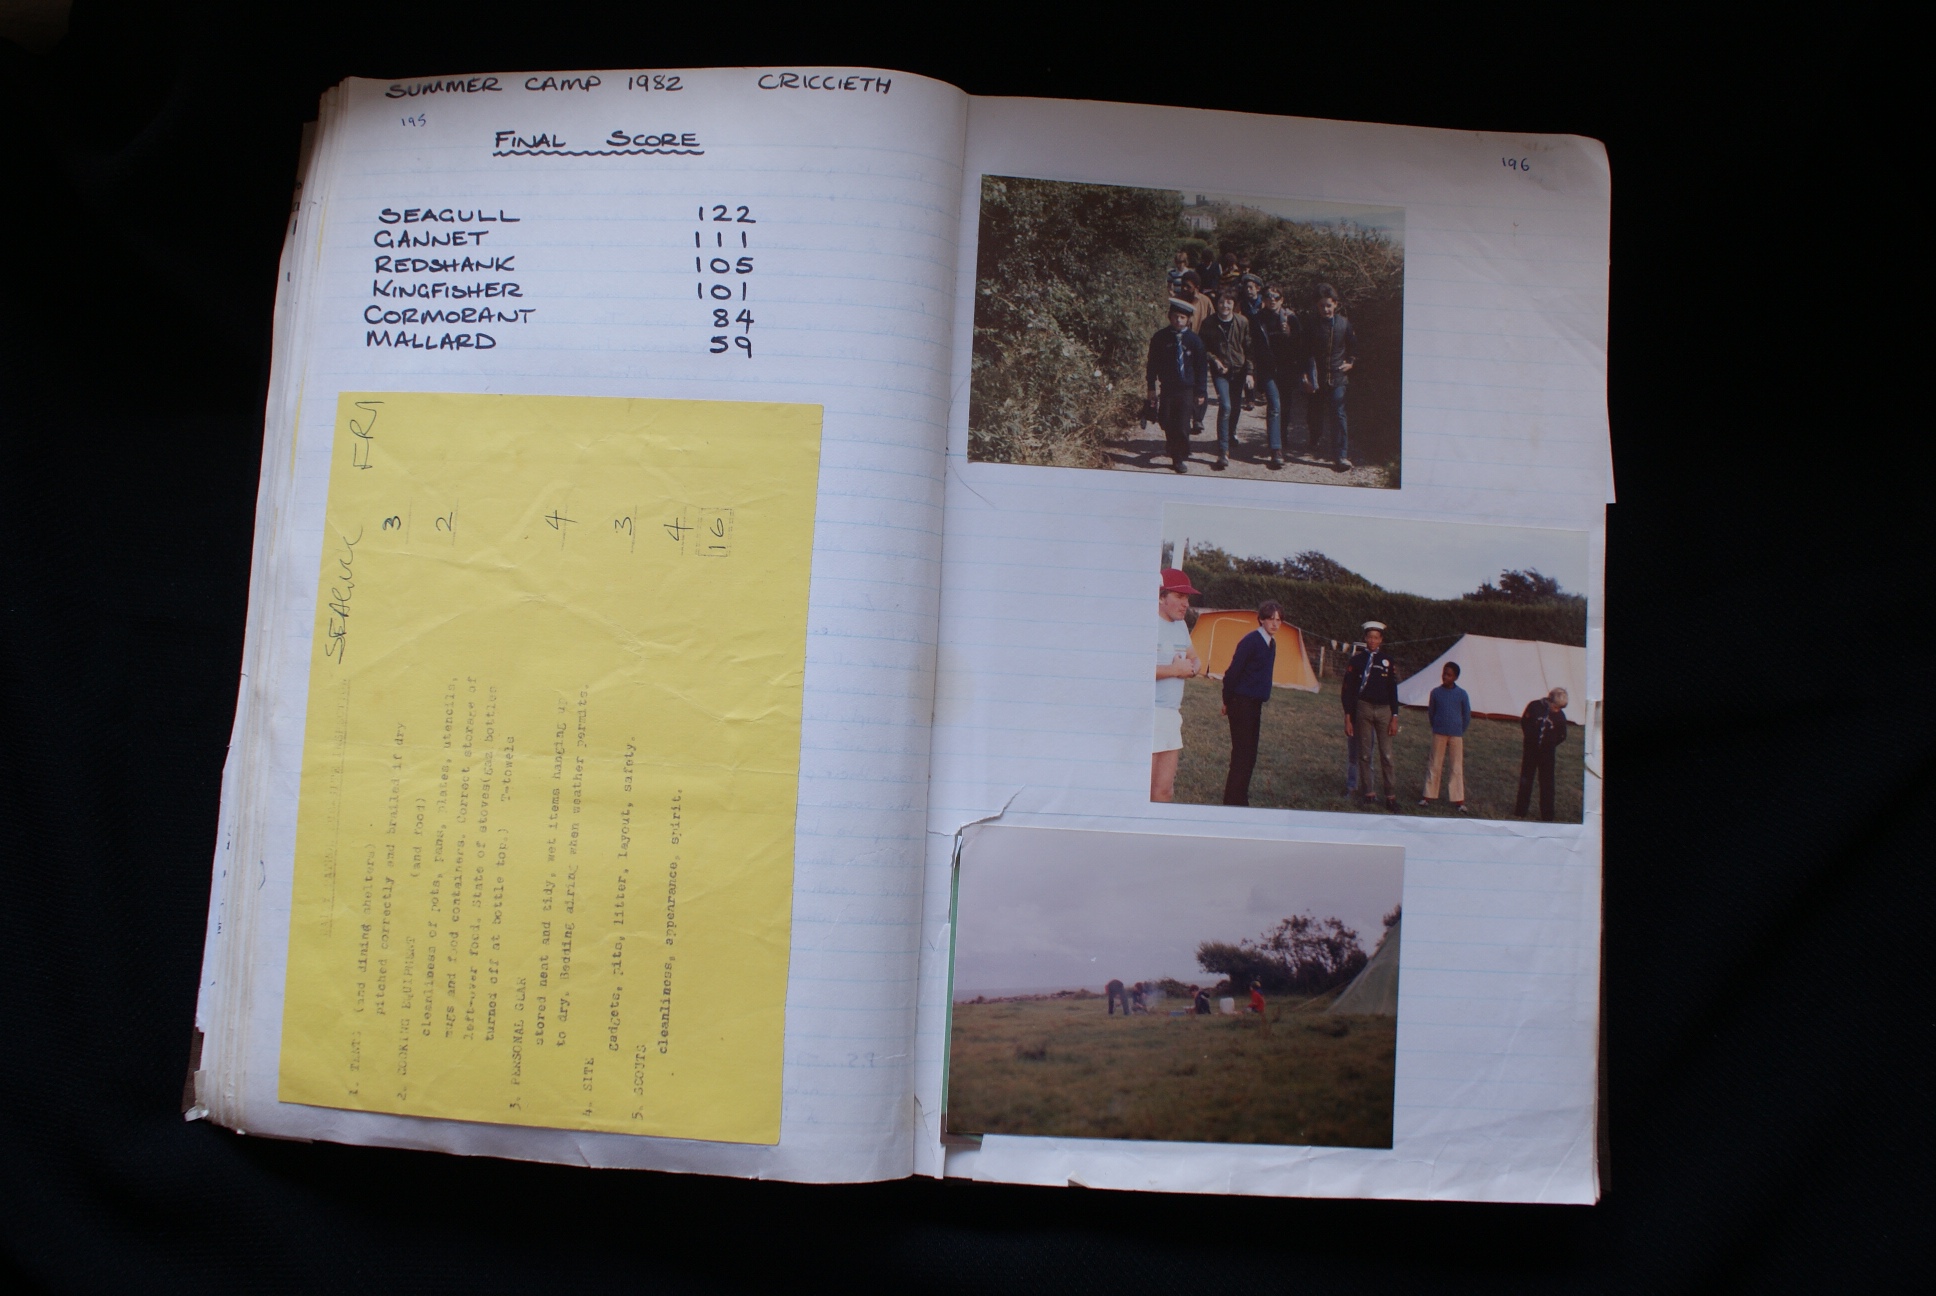 SUMMER CAMP 1982 CRICCIETH
195
FINAL SCORE
SEAGULL 122
GANNET 111
REDSHANK 105
KINGFISHER 101
CORMORANT 84
MALLARD 59
FRI
1. TENTS (and dining shelters) 3
pitched correctly and brailed if dry
2. COOKING EQUIPMENT (and food) 2
cleanliness of pots, pans, plates, utensils,
mugs and food containers. Correct storage of
left-over food. State of stoves(gaz bottles
turned off at bottle top.) T-towels
3. PERSONAL GEAR 4
stored neat and tidy, wet items hanging up
to dry. Bedding airing when weather permits.
4. SITE 3
Gadgets, pits, litter, layout, safety.
5. SCOUTS 4
cleanliness, appearance, spirit.
16
196